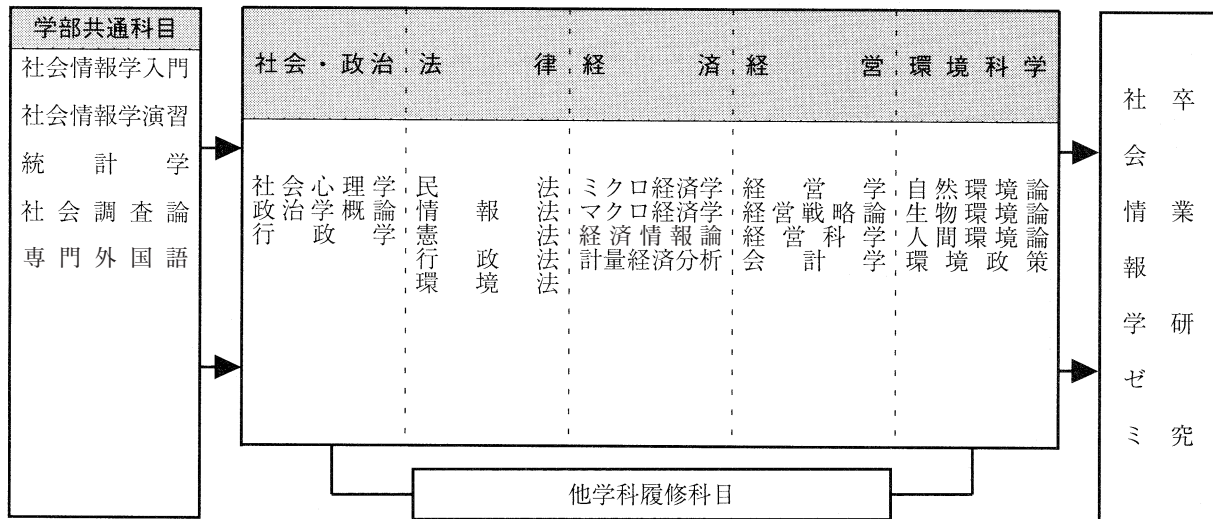 学部共通科目
社会情報学入門
社会情報学演習
統計学
社会調査論
専門外国語
社会・政治
社会心理学
政治学概論
行政学
法律
民法
情報法
憲法
行政法
環境法
経済
ミクロ経済学
マクロ経済学
経済情報論
計量経済分析
経営
経営学
経営戦略論
経営科学
会計学
環境科学
自然環境論
生物環境論
人間環境論
環境政策
他学科履修科目
社会情報学ゼミ
卒業研究